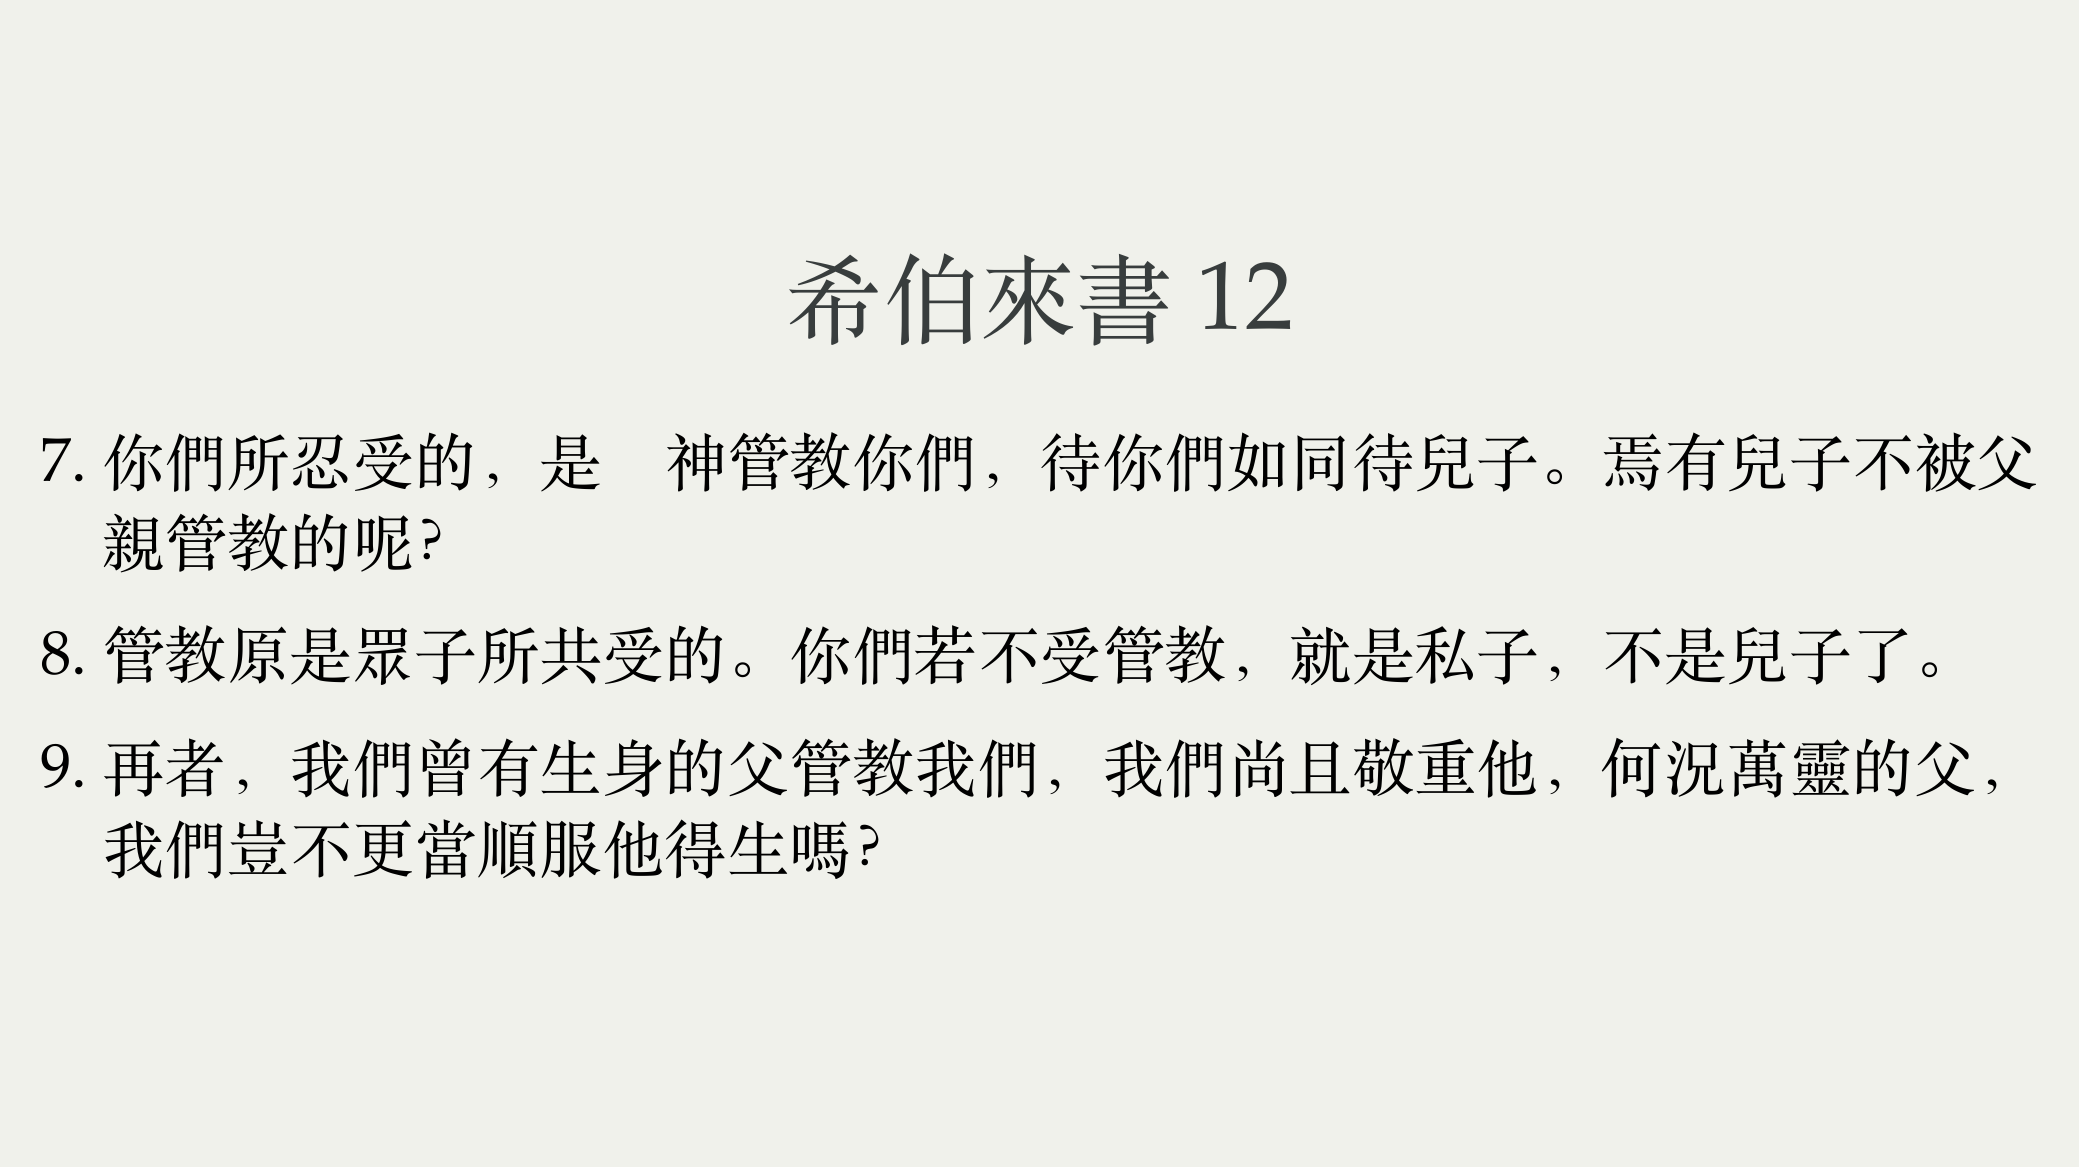 希伯來書 12
7. 你們所忍受的，是　神管教你們，待你們如同待兒子。焉有兒子不被父
親管教的呢？
8. 管教原是眾子所共受的。你們若不受管教，就是私子，不是兒子了。
9. 再者，我們曾有生身的父管教我們，我們尚且敬重他，何況萬靈的父，
我們豈不更當順服他得生嗎？